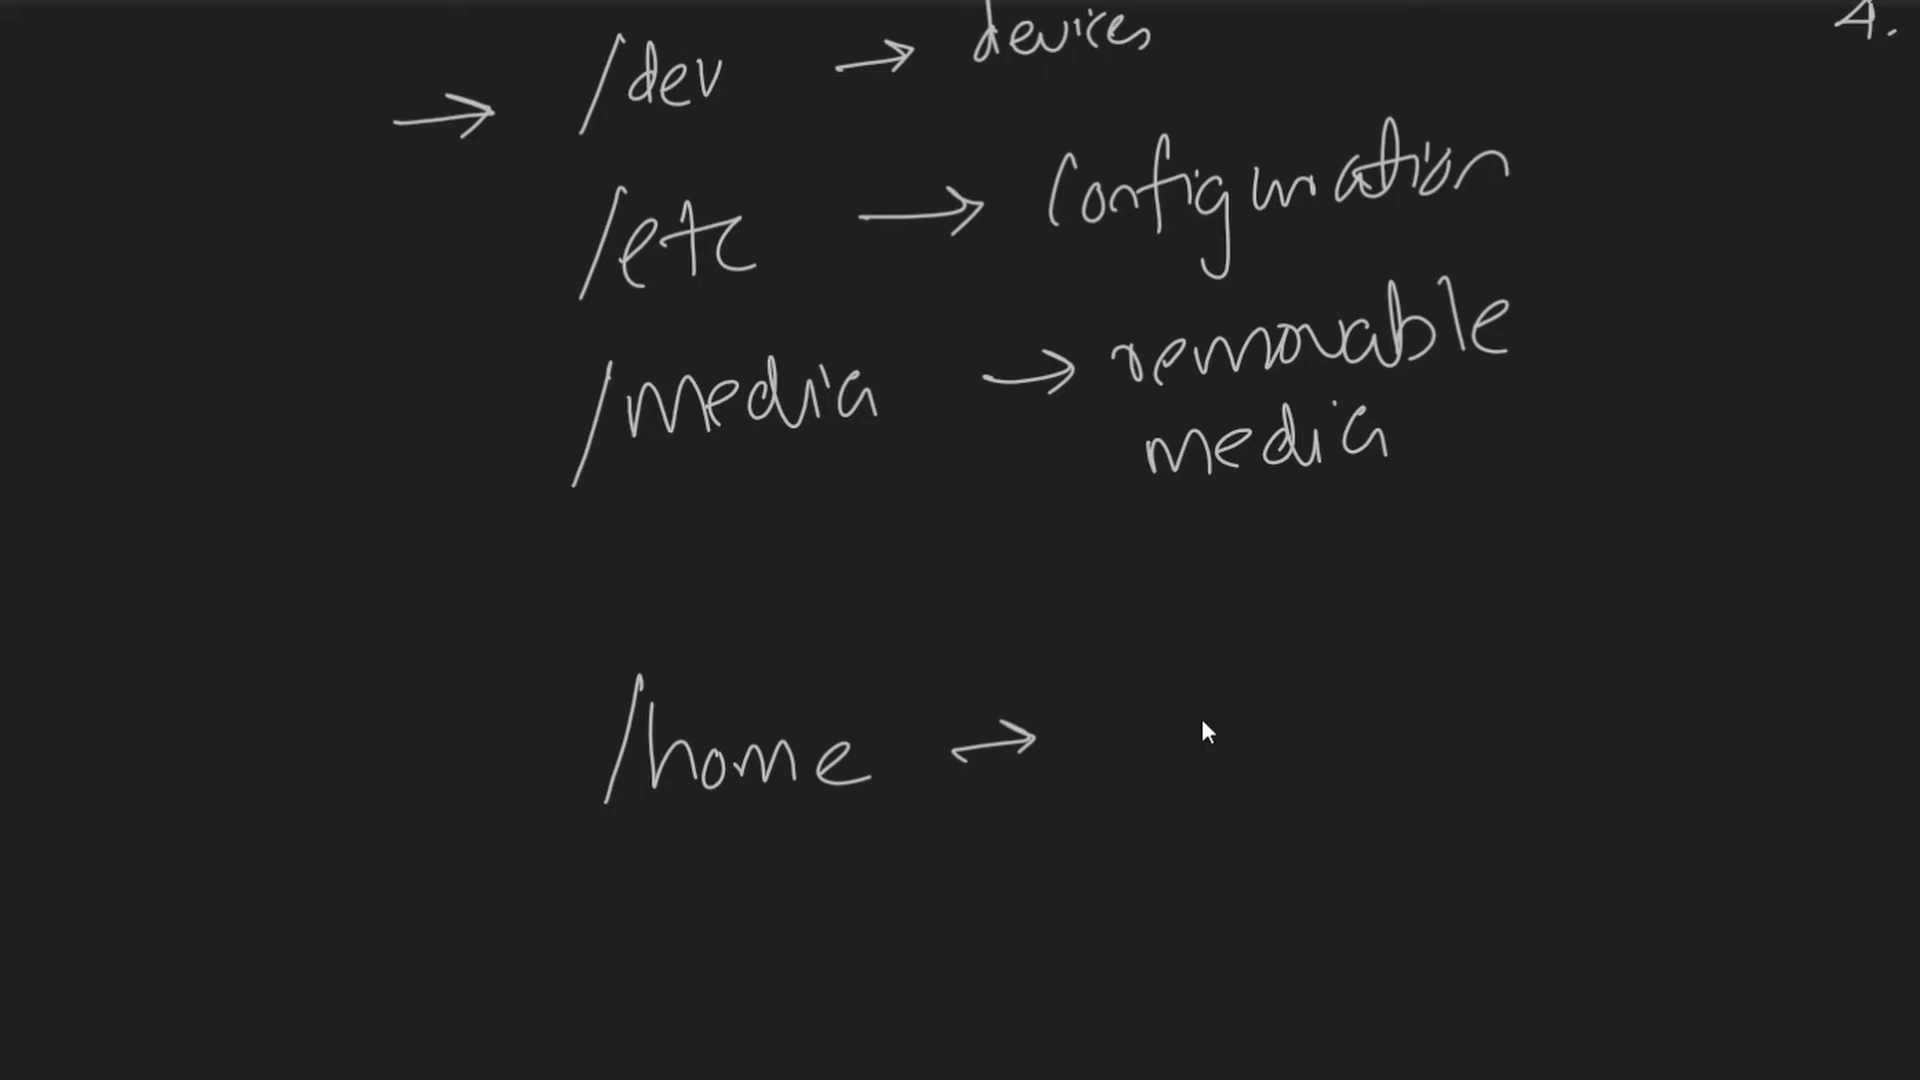 /dev → devices
4.
→
/etc → Configuration
/media → removable
media
/home →